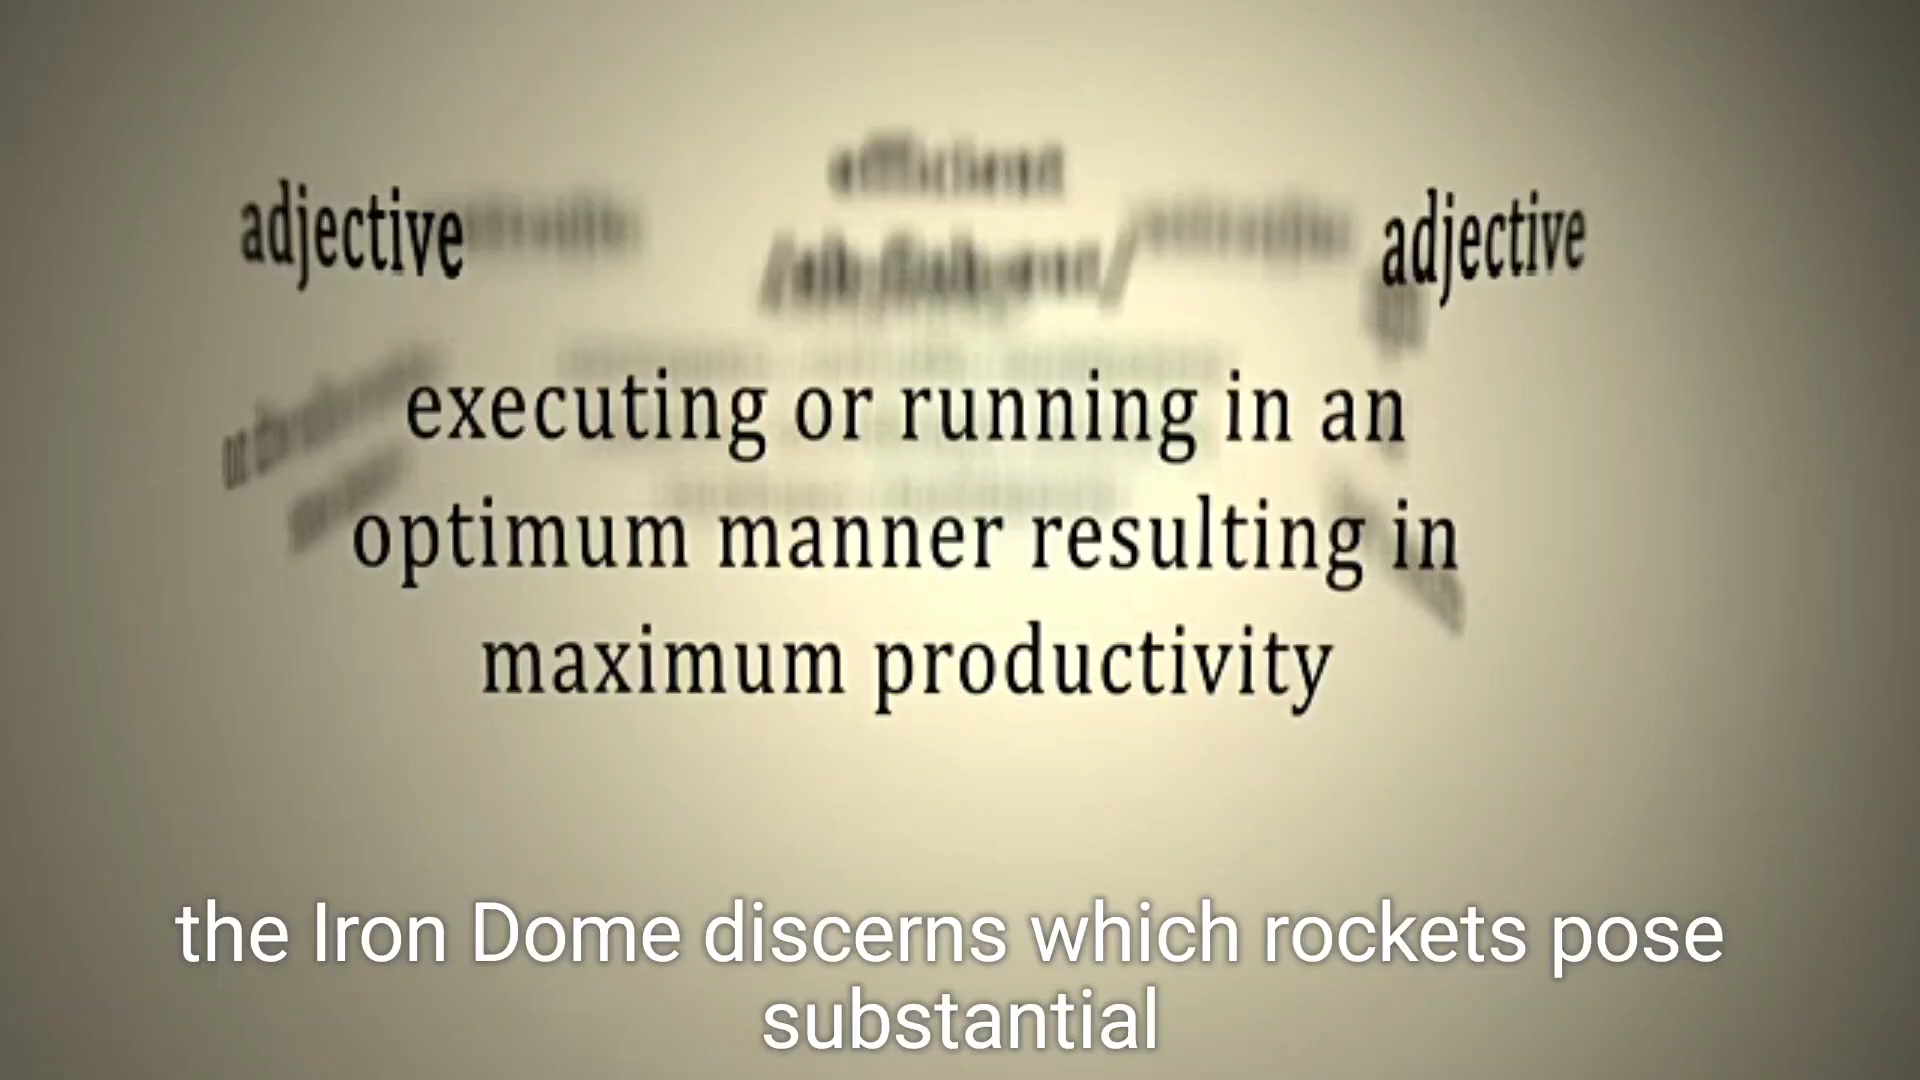 efficient
adjective
adjective
executing or running in an
optimum manner resulting in
maximum productivity
the Iron Dome discerns which rockets pose
substantial